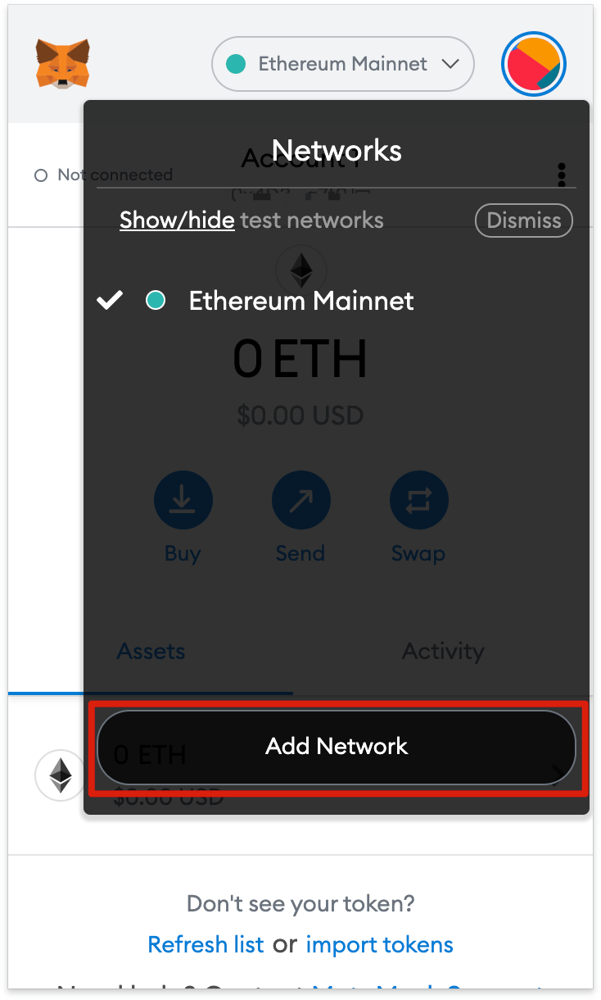 Ethereum Mainnet
Networks
Account 1
Not connected
Show/hide test networks
Dismiss
Ethereum Mainnet
0 ETH
$0.00 USD
Buy
Send
Swap
Assets
Activity
Add Network
0 ETH
$0.00 USD
Don't see your token?
Refresh list or import tokens